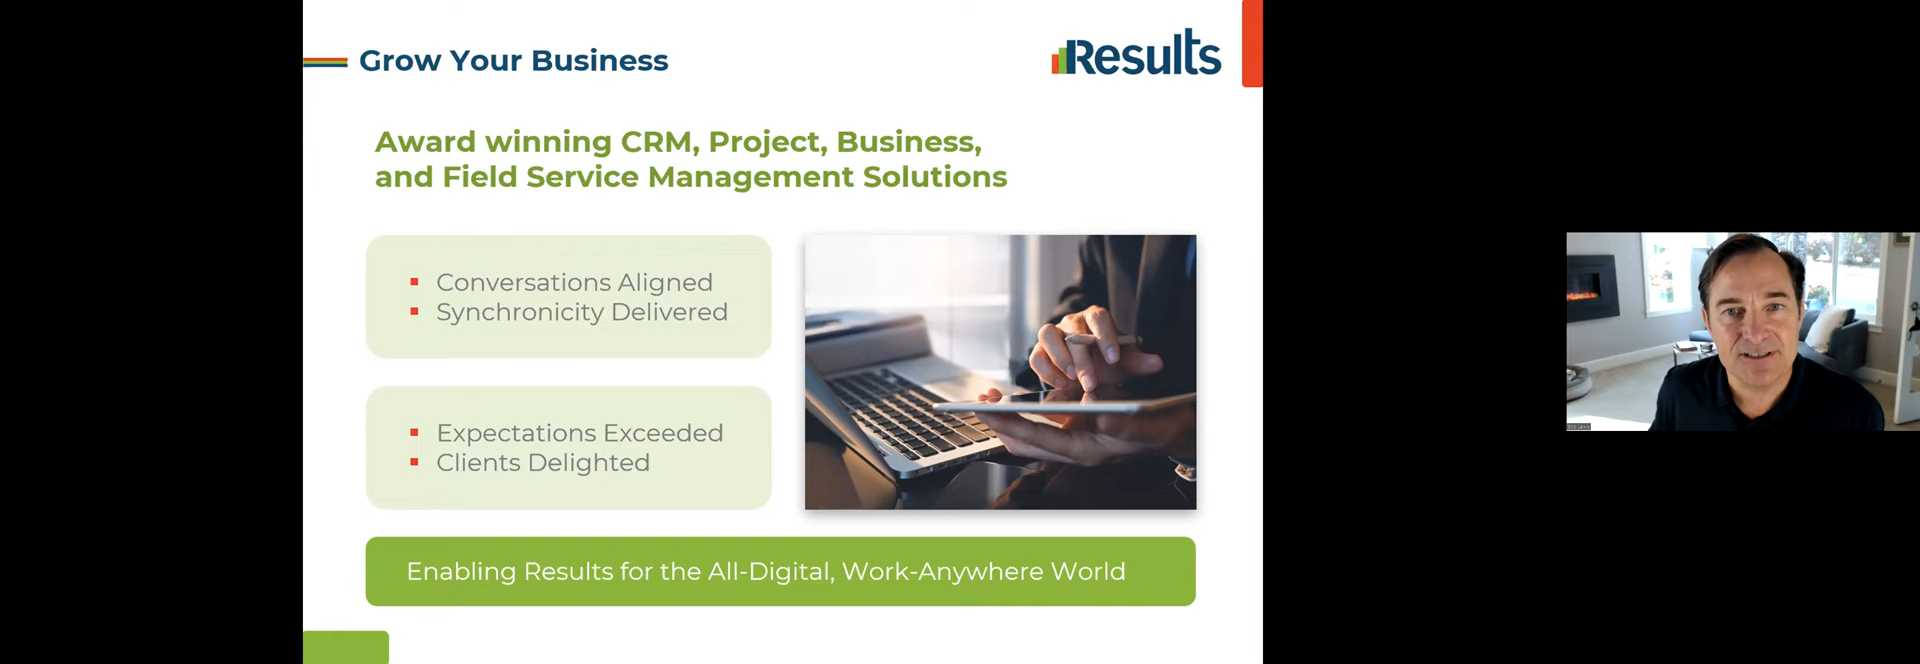 Grow Your Business
Results
Award winning CRM, Project, Business,
and Field Service Management Solutions
Conversations Aligned
Synchronicity Delivered
Expectations Exceeded
Clients Delighted
Enabling Results for the All-Digital, Work-Anywhere World